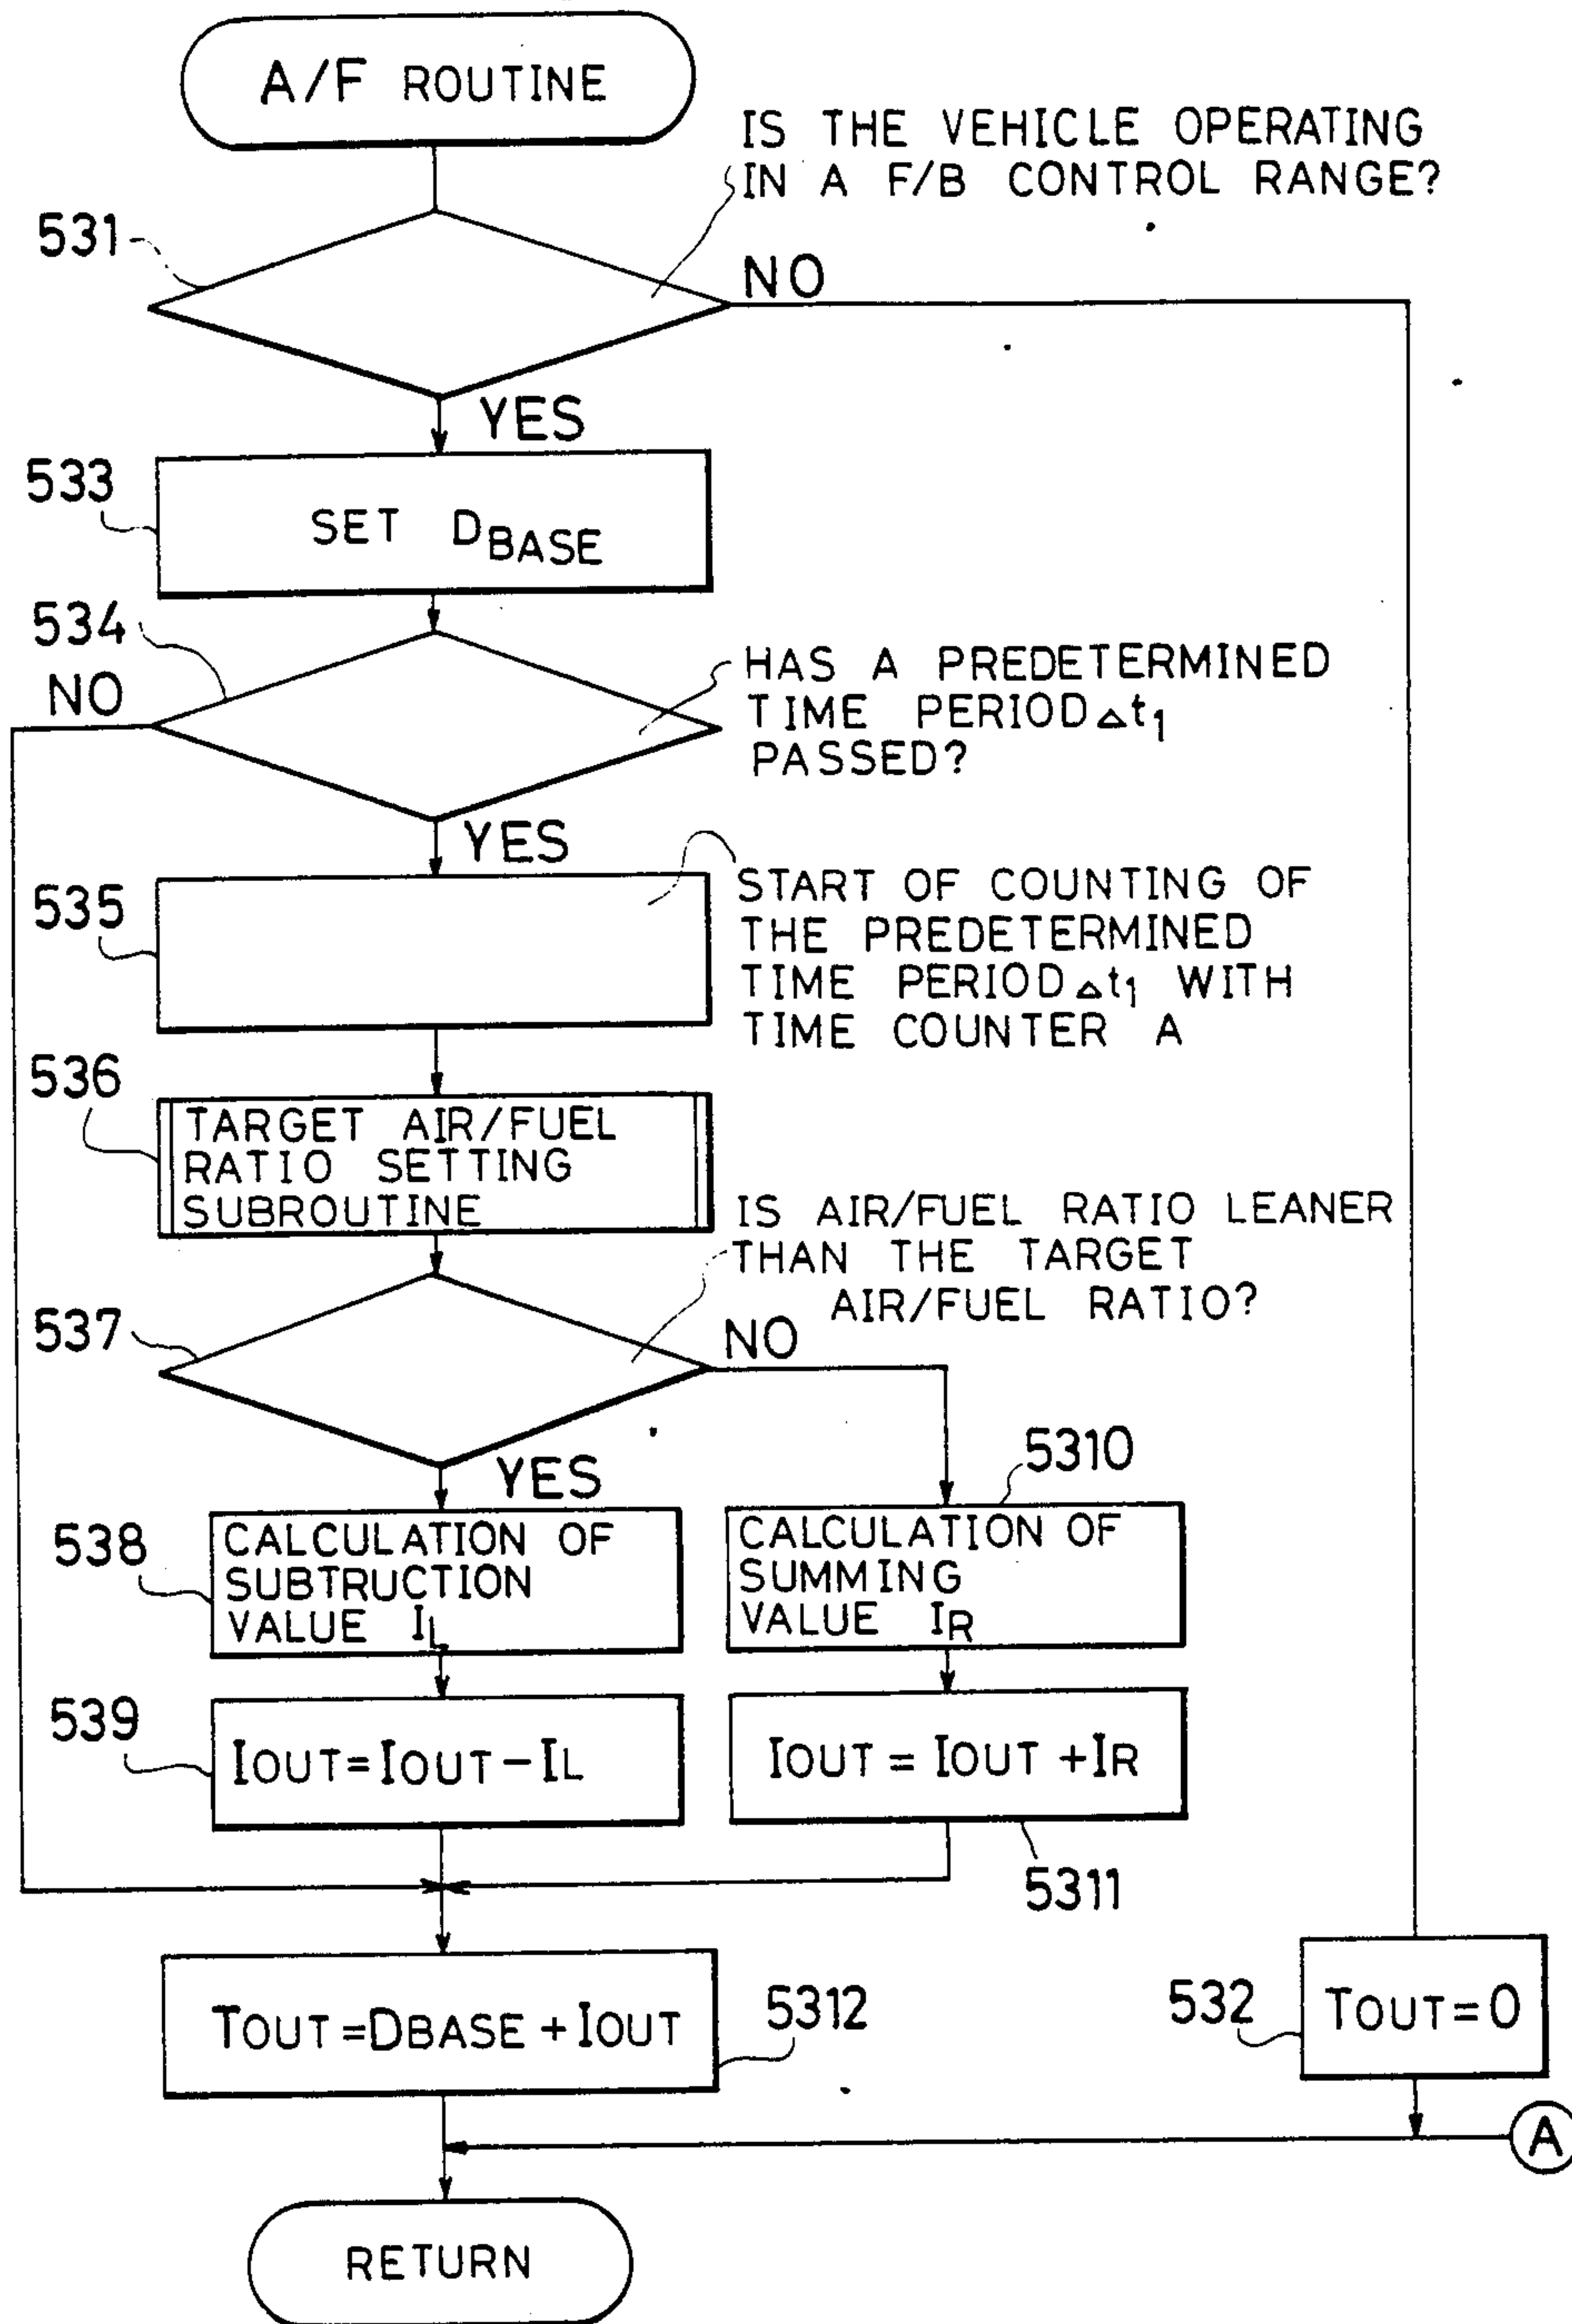 A/F ROUTINE
IS THE VEHICLE OPERATING
IN A F/B CONTROL RANGE?
531
NO
YES
533
SET DBASE
534
NO
HAS A PREDETERMINED
TIME PERIOD Δt1
PASSED?
YES
535
START OF COUNTING OF
THE PREDETERMINED
TIME PERIOD Δt1 WITH
TIME COUNTER A
536
TARGET AIR/FUEL
RATIO SETTING
SUBROUTINE
IS AIR/FUEL RATIO LEANER
THAN THE TARGET
AIR/FUEL RATIO?
537
NO
YES
5310
538
CALCULATION OF
SUBTRUCTION
VALUE IL
CALCULATION OF
SUMMING
VALUE IR
539
IOUT=IOUT-IL
IOUT=IOUT+IR
5311
TOUT=DBASE+IOUT
5312
532
TOUT=0
A
RETURN